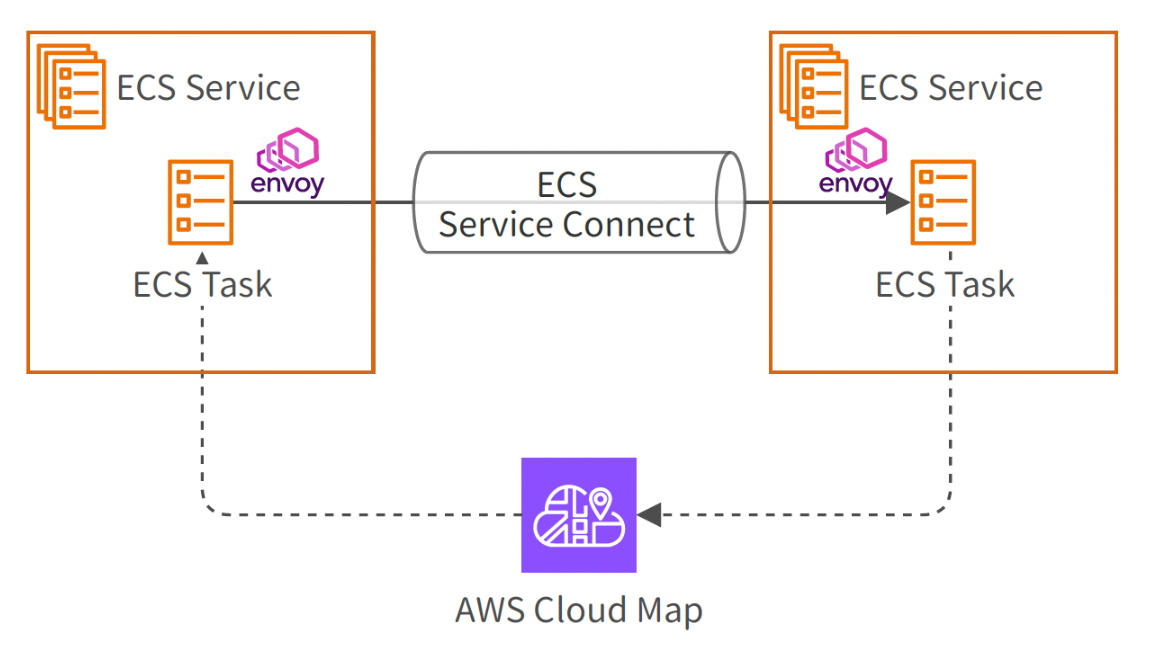 ECS Service
ECS Service
envoy
envoy
ECS
Service Connect
ECS Task
ECS Task
AWS Cloud Map